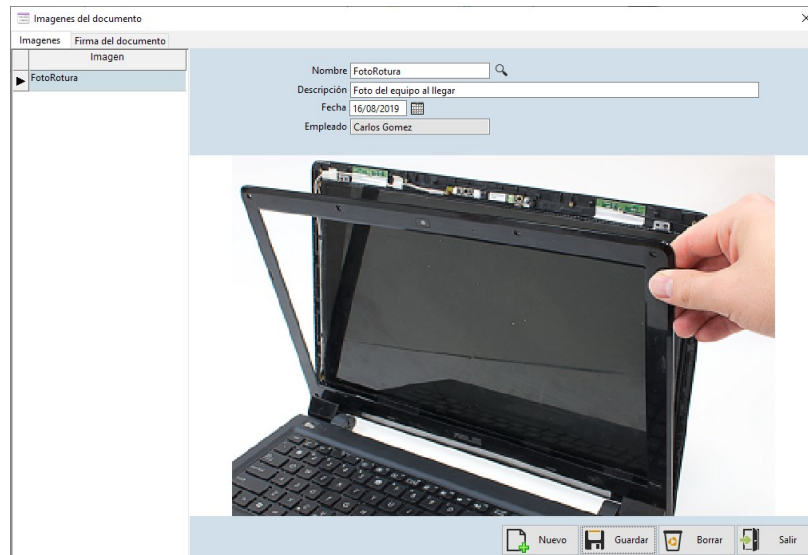 Imagenes del documento
Imagenes Firma del documento
Imagen
FotoRotura
Nombre FotoRotura
Descripción Foto del equipo al llegar
Fecha 16/08/2019
Empleado Carlos Gomez
ASUS
Nuevo Guardar Borrar Salir